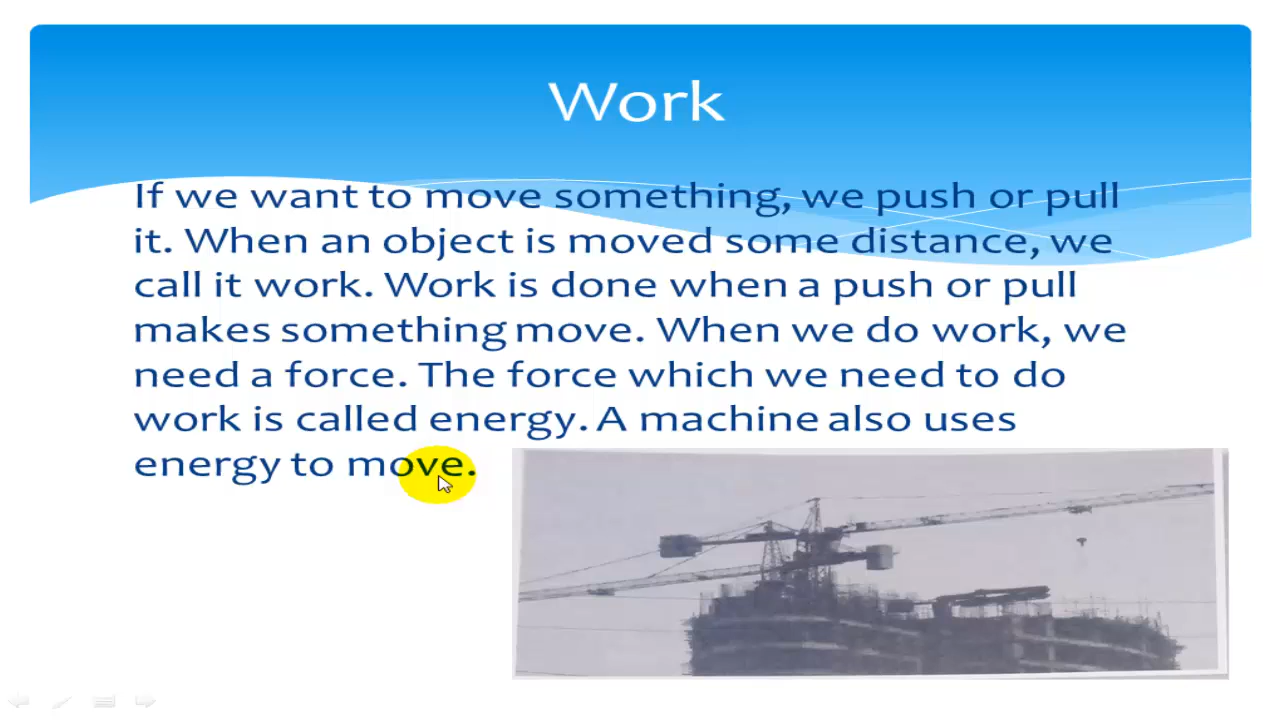 Work
If we want to move something, we push or pull
it. When an object is moved some distance, we
call it work. Work is done when a push or pull
makes something move. When we do work, we
need a force. The force which we need to do
work is called energy. A machine also uses
energy to move.